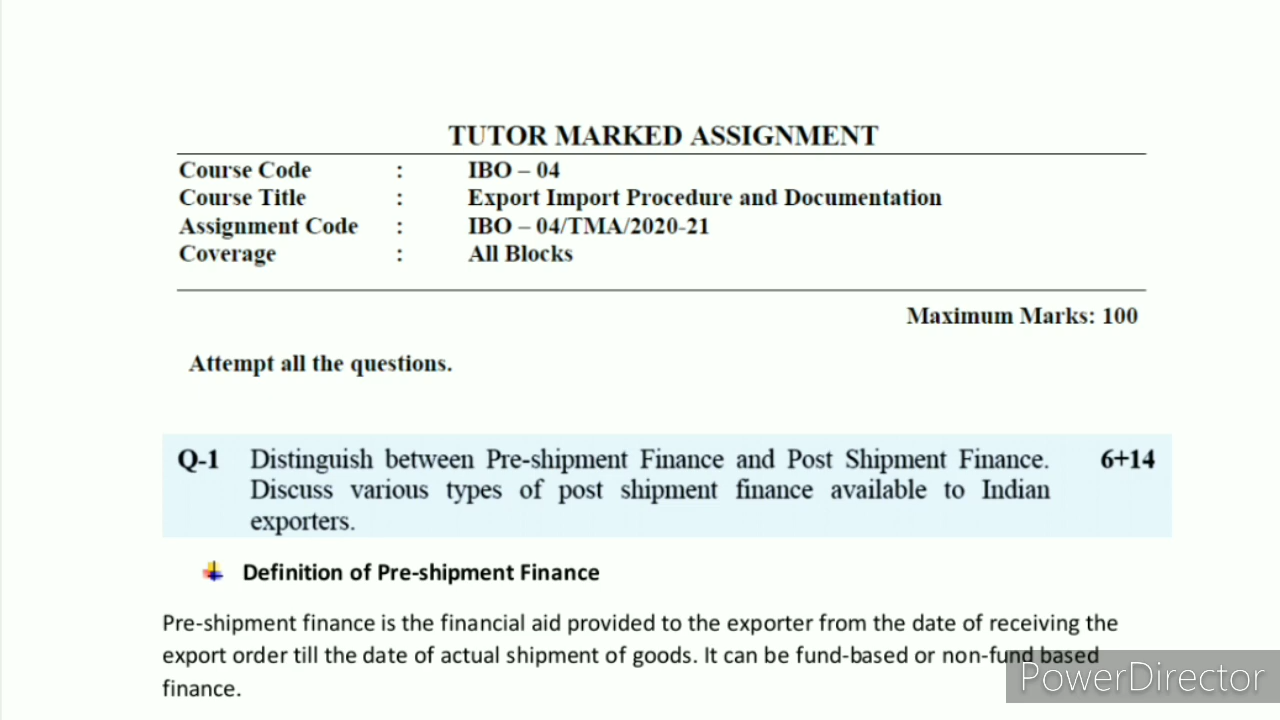 TUTOR MARKED ASSIGNMENT
Course Code : IBO – 04
Course Title : Export Import Procedure and Documentation
Assignment Code : IBO – 04/TMA/2020-21
Coverage : All Blocks
Maximum Marks: 100
Attempt all the questions.
Q-1 Distinguish between Pre-shipment Finance and Post Shipment Finance. 6+14
Discuss various types of post shipment finance available to Indian
exporters.
Definition of Pre-shipment Finance
Pre-shipment finance is the financial aid provided to the exporter from the date of receiving the
export order till the date of actual shipment of goods. It can be fund-based or non-fund based
finance.
PowerDirector